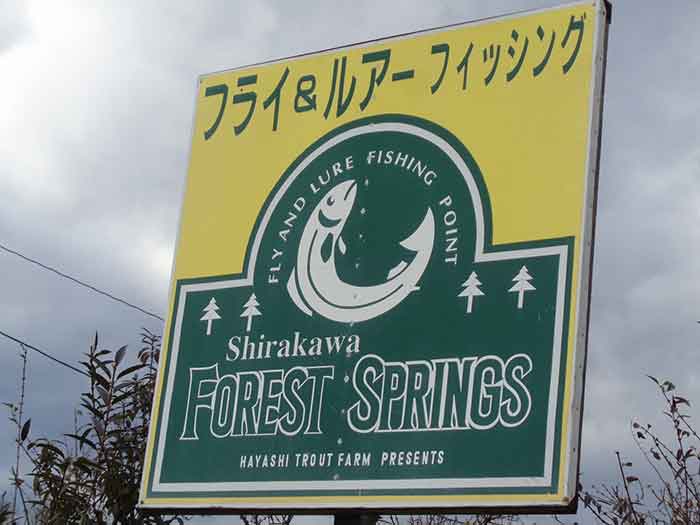 フライ&ルアーフィッシング
FLY AND LURE FISHING POINT
Shirakawa
FOREST SPRINGS
HAYASHI TROUT FARM PRESENTS